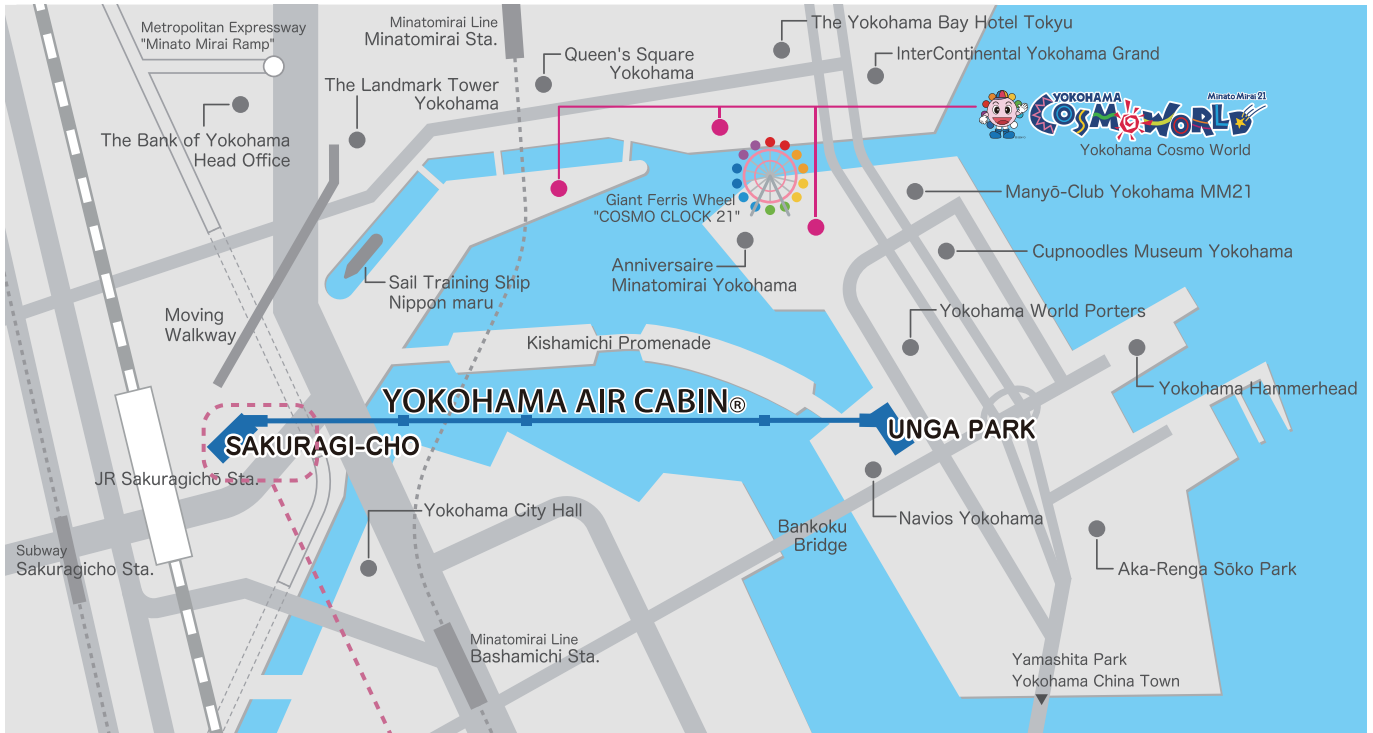 Metropolitan Expressway
"Minato Mirai Ramp"
Minatomirai Line
Minatomirai Sta.
The Yokohama Bay Hotel Tokyu
Queen's Square
Yokohama
InterContinental Yokohama Grand
The Landmark Tower
Yokohama
YOKOHAMA
Minato Mirai 21
COSMOWORLD
Yokohama Cosmo World
The Bank of Yokohama
Head Office
Manyō-Club Yokohama MM21
Giant Ferris Wheel
"COSMO CLOCK 21"
Cupnoodles Museum Yokohama
Anniversaire
Minatomirai Yokohama
Sail Training Ship
Nippon maru
Moving
Walkway
Yokohama World Porters
Kishamichi Promenade
Yokohama Hammerhead
YOKOHAMA AIR CABIN®
SAKURAGI-CHO
UNGA PARK
JR Sakuragichō Sta.
Yokohama City Hall
Navios Yokohama
Bankoku
Bridge
Subway
Sakuragicho Sta.
Aka-Renga Sōko Park
Minatomirai Line
Bashamichi Sta.
Yamashita Park
Yokohama China Town